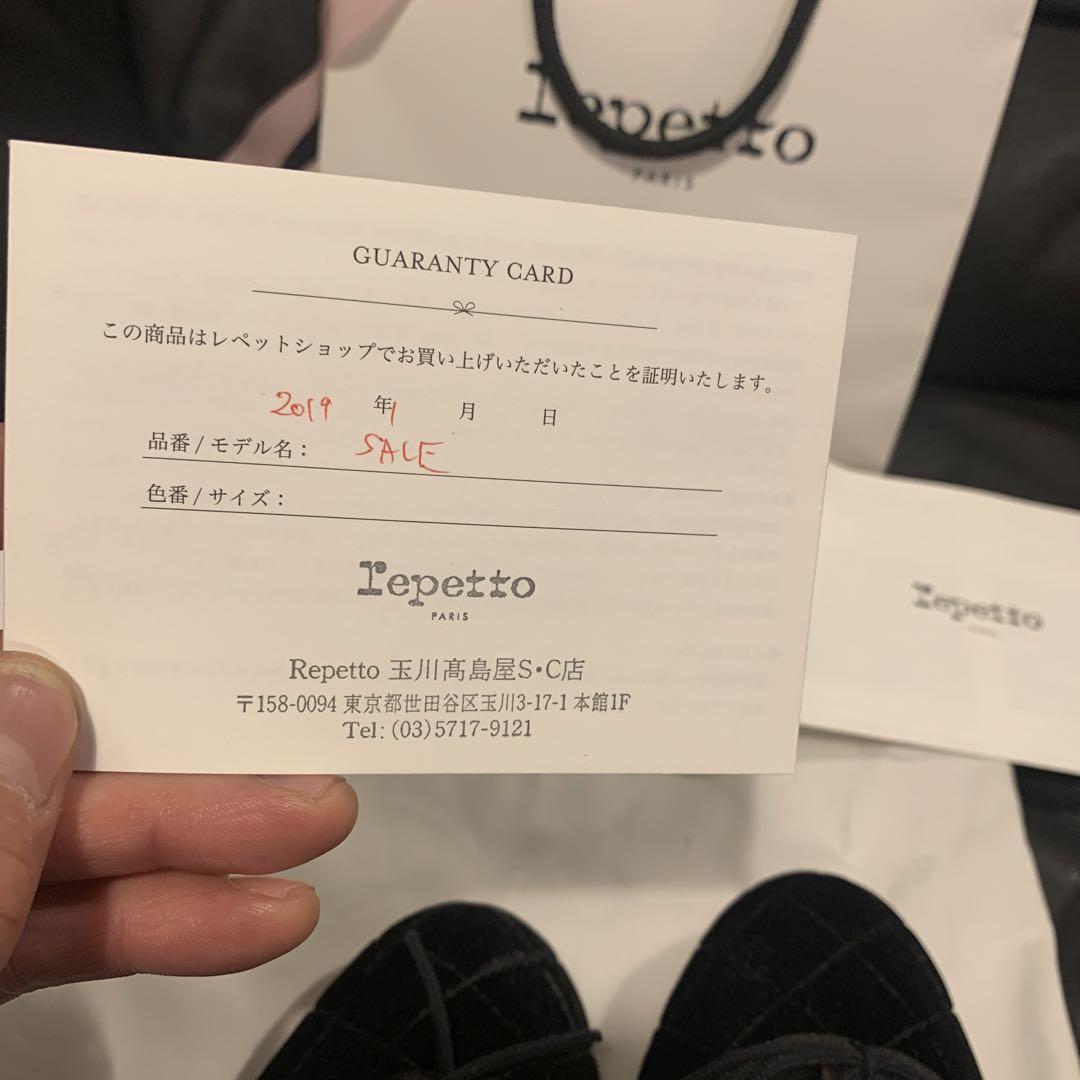 repetto
PARIS
GUARANTY CARD
この商品はレペットショップでお買い上げいただいたことを証明いたします。
2019 年1 月 日
品番 / モデル名： SALE
色番 / サイズ：
repetto
PARIS
Repetto 玉川髙島屋S・C店
〒158-0094 東京都世田谷区玉川3-17-1 本館1F
Tel: (03)5717-9121
repetto